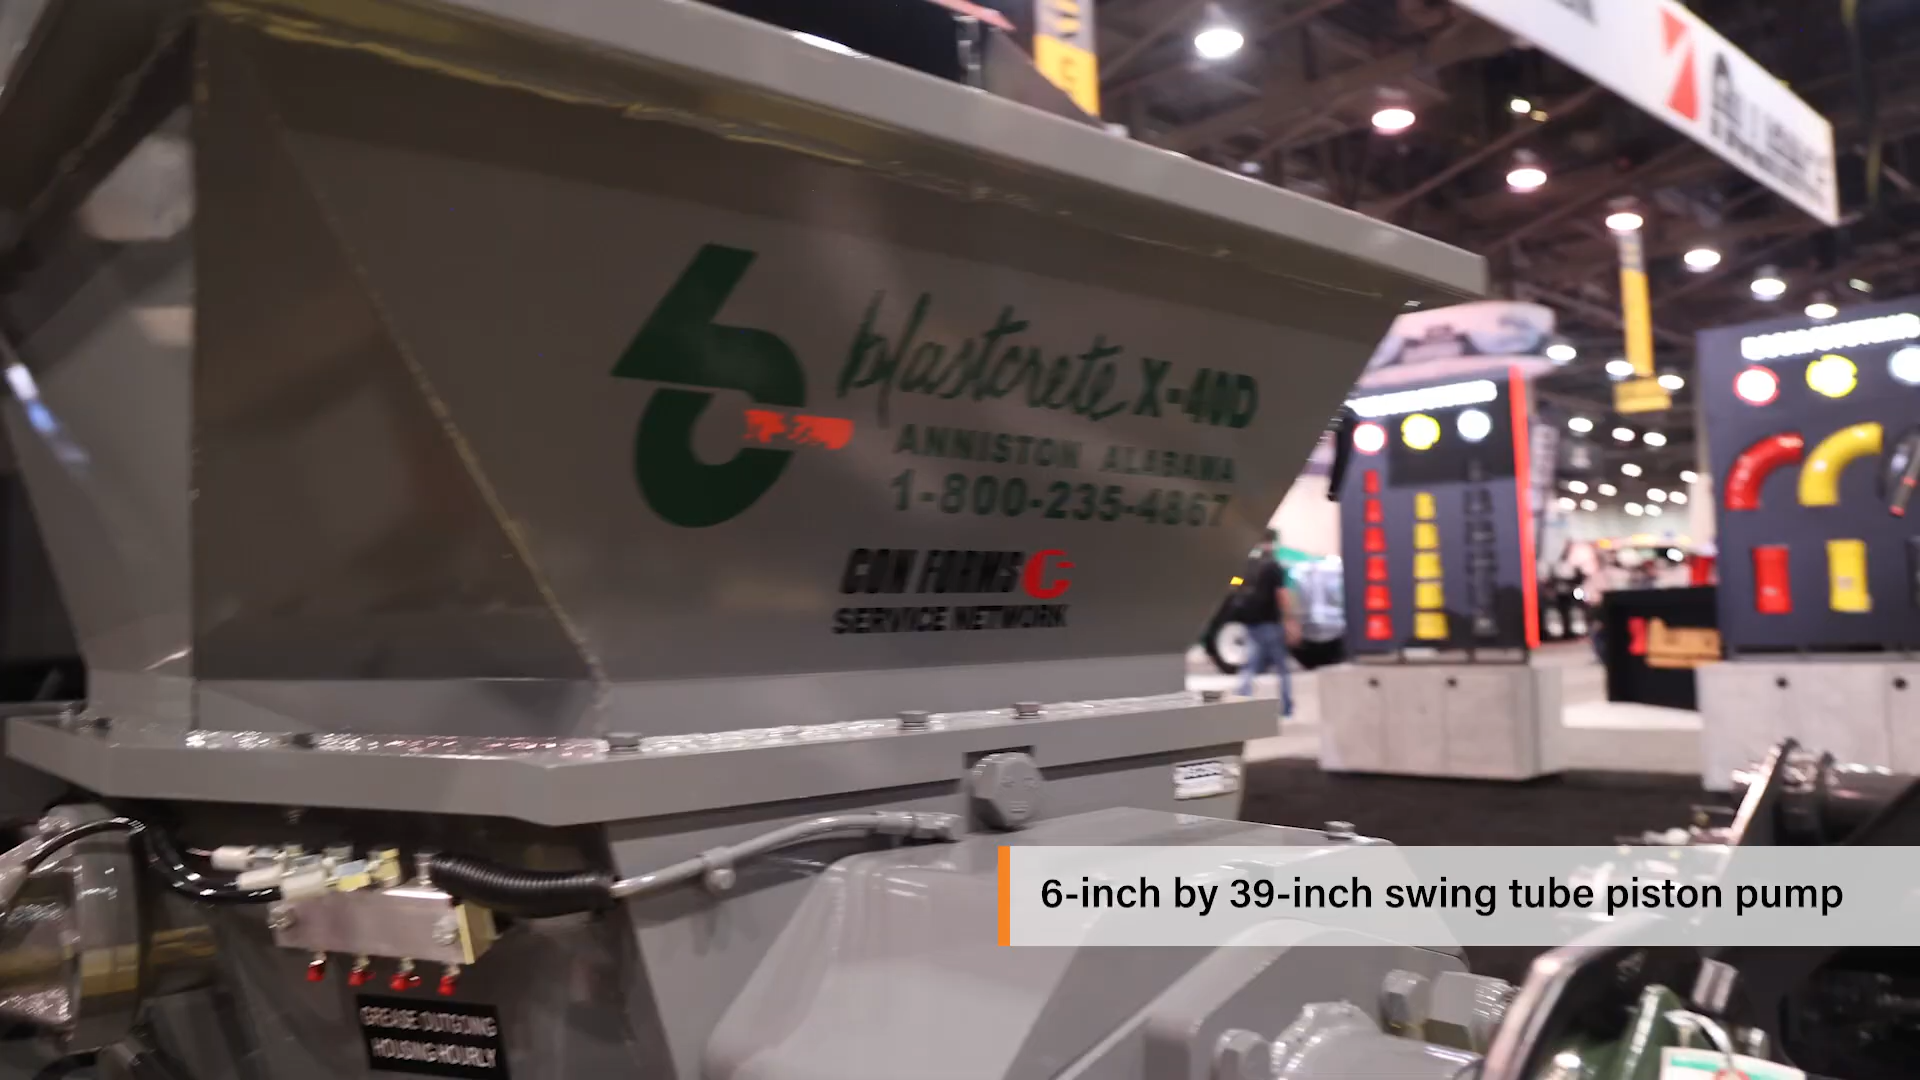 blastcrete X-40D
ANNISTON ALABAMA
1-800-235-4867
CON FORMS
SERVICE NETWORK
6-inch by 39-inch swing tube piston pump
GREASE OUTGOING
HOUSING HOURLY